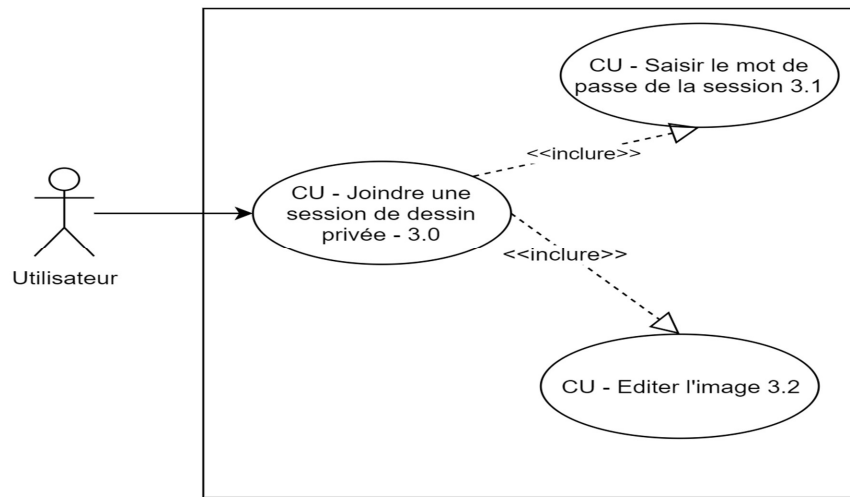 CU - Saisir le mot de
passe de la session 3.1
<<inclure>>
CU - Joindre une
session de dessin
privée - 3.0
<<inclure>>
Utilisateur
CU - Editer l'image 3.2